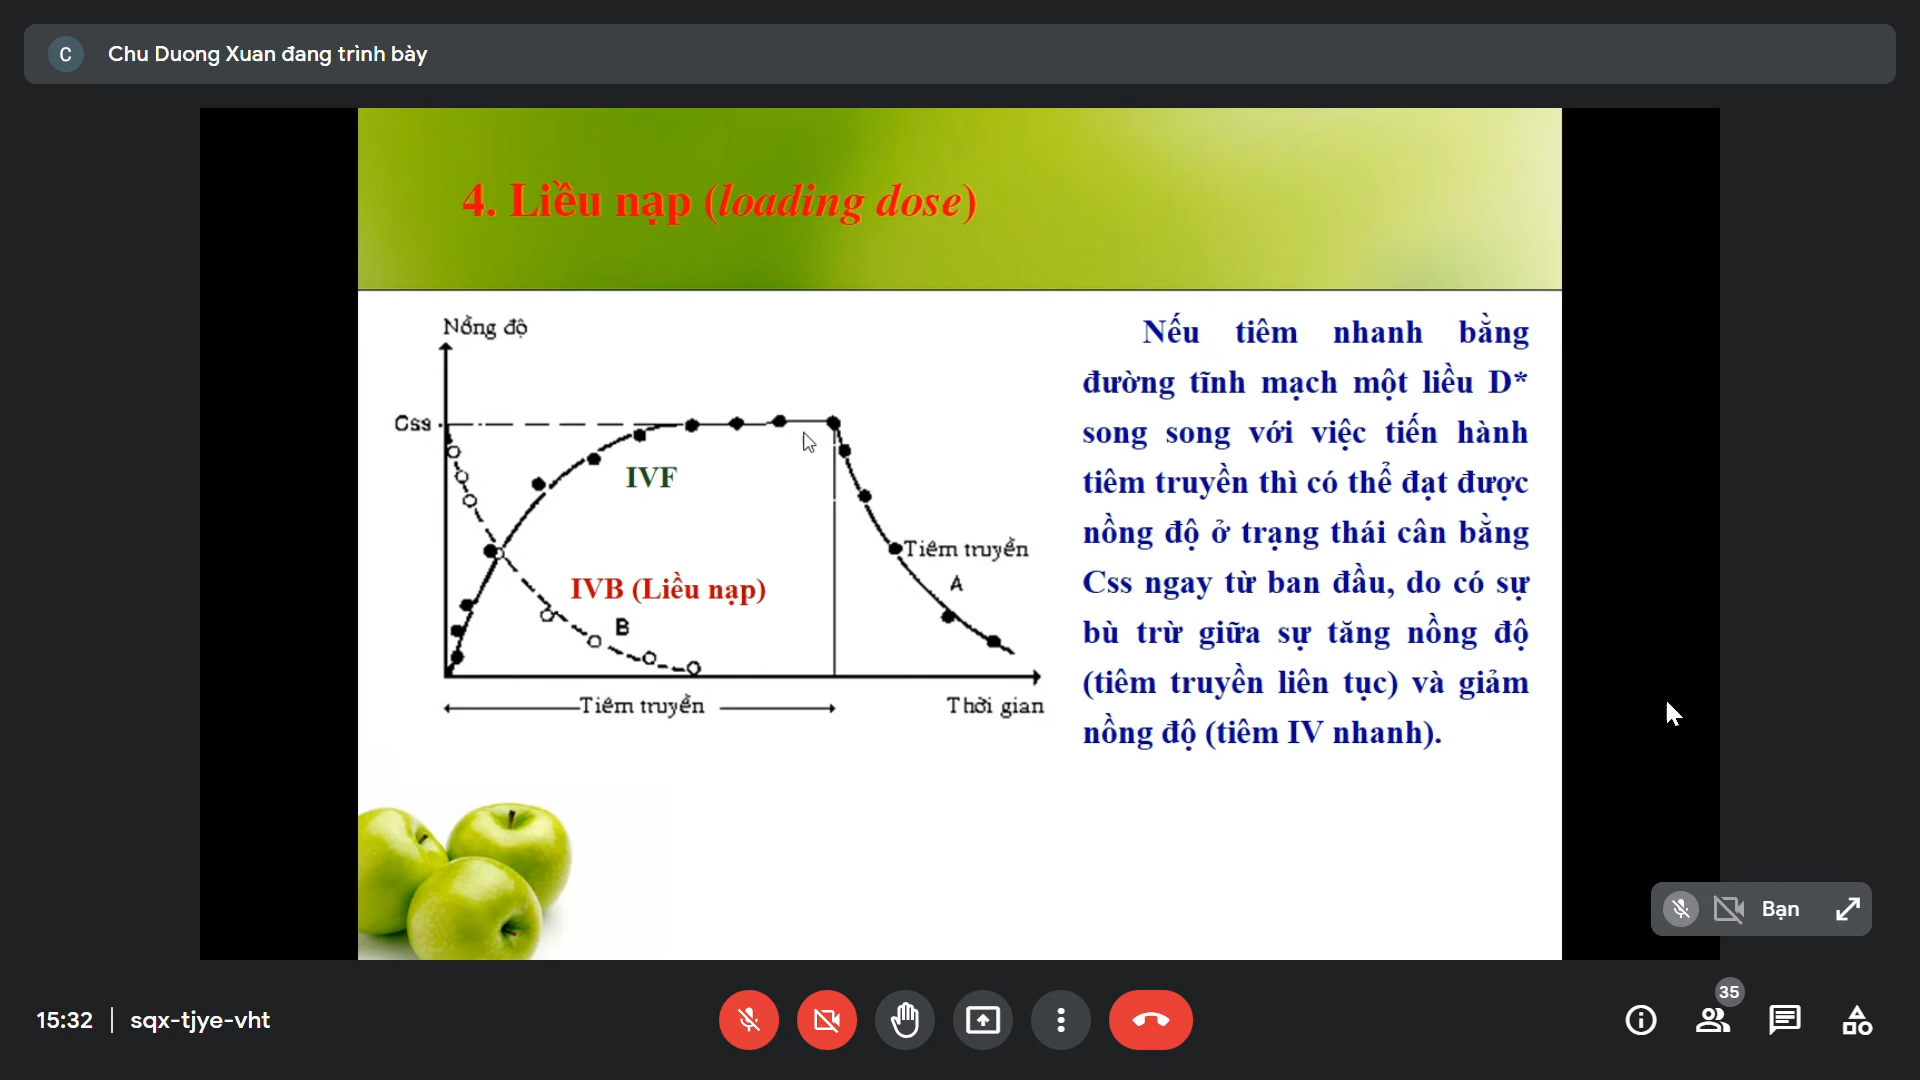 C Chu Duong Xuan đang trình bày
4. Liều nạp (loading dose)
Nồng độ
Css
IVF
IVB (Liều nạp)
B
Tiêm truyền
A
Tiêm truyền
Thời gian
Nếu tiêm nhanh bằng
đường tĩnh mạch một liều D*
song song với việc tiến hành
tiêm truyền thì có thể đạt được
nồng độ ở trạng thái cân bằng
Css ngay từ ban đầu, do có sự
bù trừ giữa sự tăng nồng độ
(tiêm truyền liên tục) và giảm
nồng độ (tiêm IV nhanh).
Bạn
15:32 | sqx-tjye-vht
35